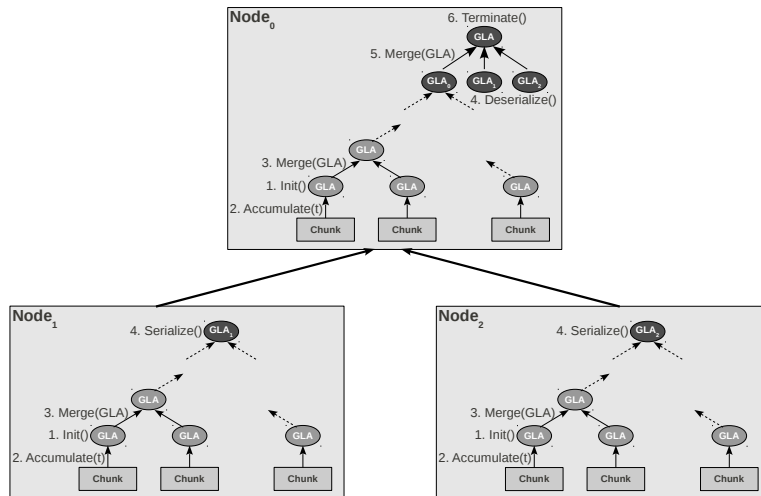 Node0
6. Terminate()
GLA
5. Merge(GLA)
GLA0 GLA1 GLA2
4. Deserialize()
GLA
3. Merge(GLA)
1. Init() GLA GLA GLA
2. Accumulate(t)
Chunk Chunk Chunk
Node1
4. Serialize() GLA1
GLA
3. Merge(GLA)
1. Init() GLA GLA GLA
2. Accumulate(t)
Chunk Chunk Chunk
Node2
4. Serialize() GLA2
GLA
3. Merge(GLA)
1. Init() GLA GLA GLA
2. Accumulate(t)
Chunk Chunk Chunk